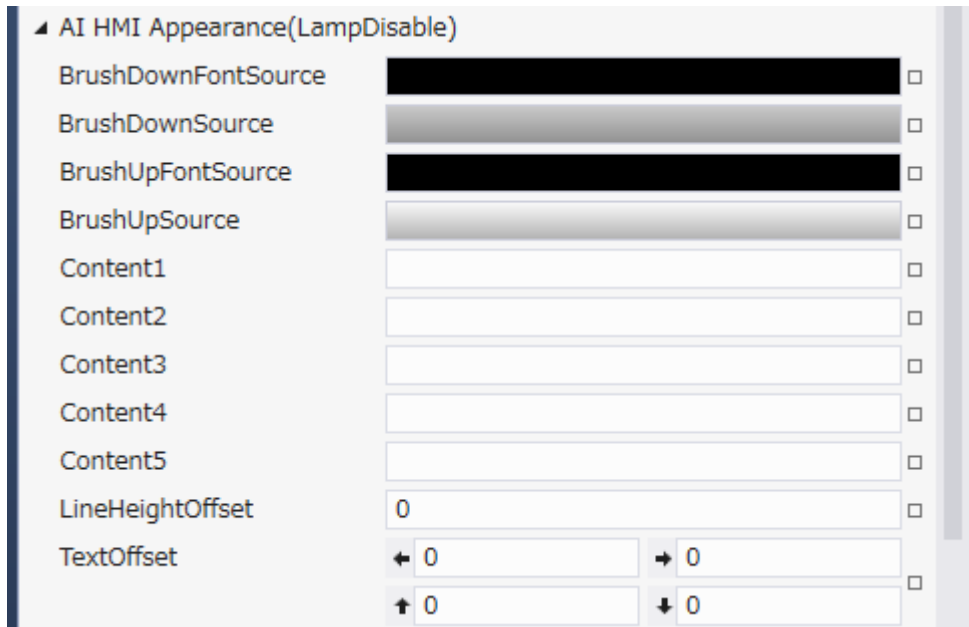 AI HMI Appearance(LampDisable)
BrushDownFontSource
BrushDownSource
BrushUpFontSource
BrushUpSource
Content1
Content2
Content3
Content4
Content5
LineHeightOffset 0
TextOffset 0 0
0 0